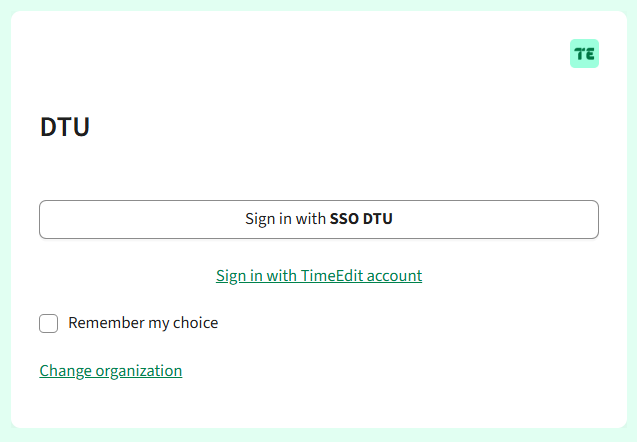 TE
DTU
Sign in with SSO DTU
Sign in with TimeEdit account
Remember my choice
Change organization